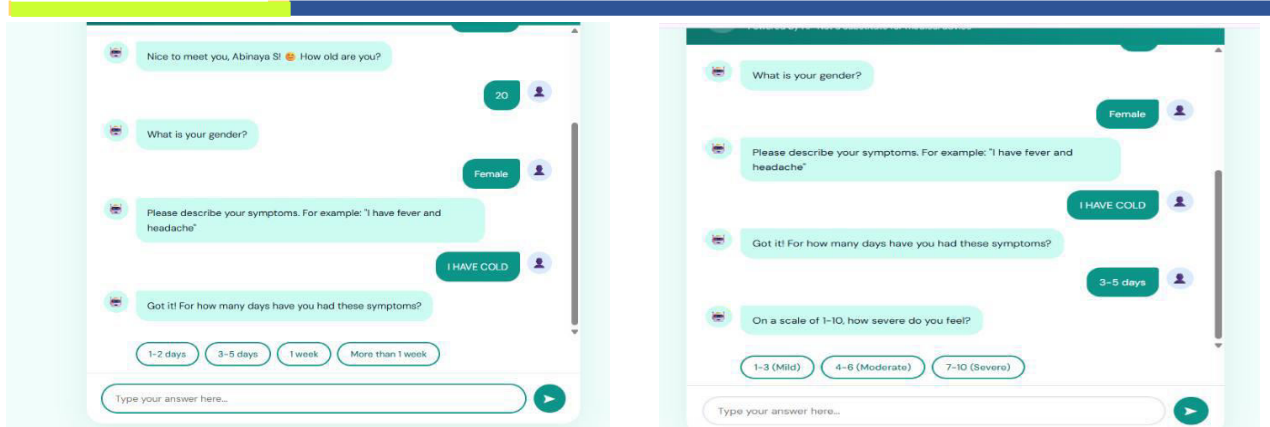 Nice to meet you, Abinaya S! 😊 How old are you?
20
What is your gender?
Female
Please describe your symptoms. For example: "I have fever and
headache"
I HAVE COLD
Got it! For how many days have you had these symptoms?
1-2 days
3-5 days
1 week
More than 1 week
Type your answer here...
What is your gender?
Female
Please describe your symptoms. For example: "I have fever and
headache"
I HAVE COLD
Got it! For how many days have you had these symptoms?
3-5 days
On a scale of 1-10, how severe do you feel?
1-3 (Mild)
4-6 (Moderate)
7-10 (Severe)
Type your answer here...